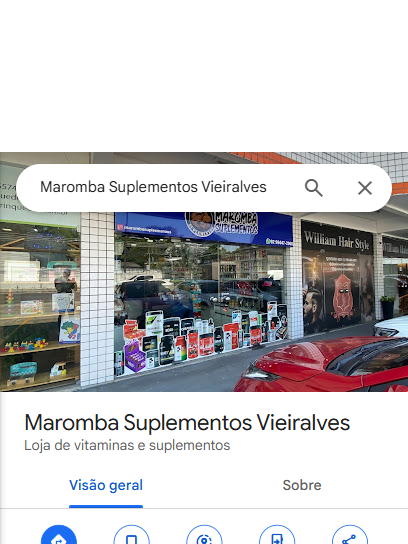 Maromba Suplementos Vieiralves
MAROMBA
SUPLEMENTOS
William Hair Style
Maromba Suplementos Vieiralves
Loja de vitaminas e suplementos
Visão geral
Sobre